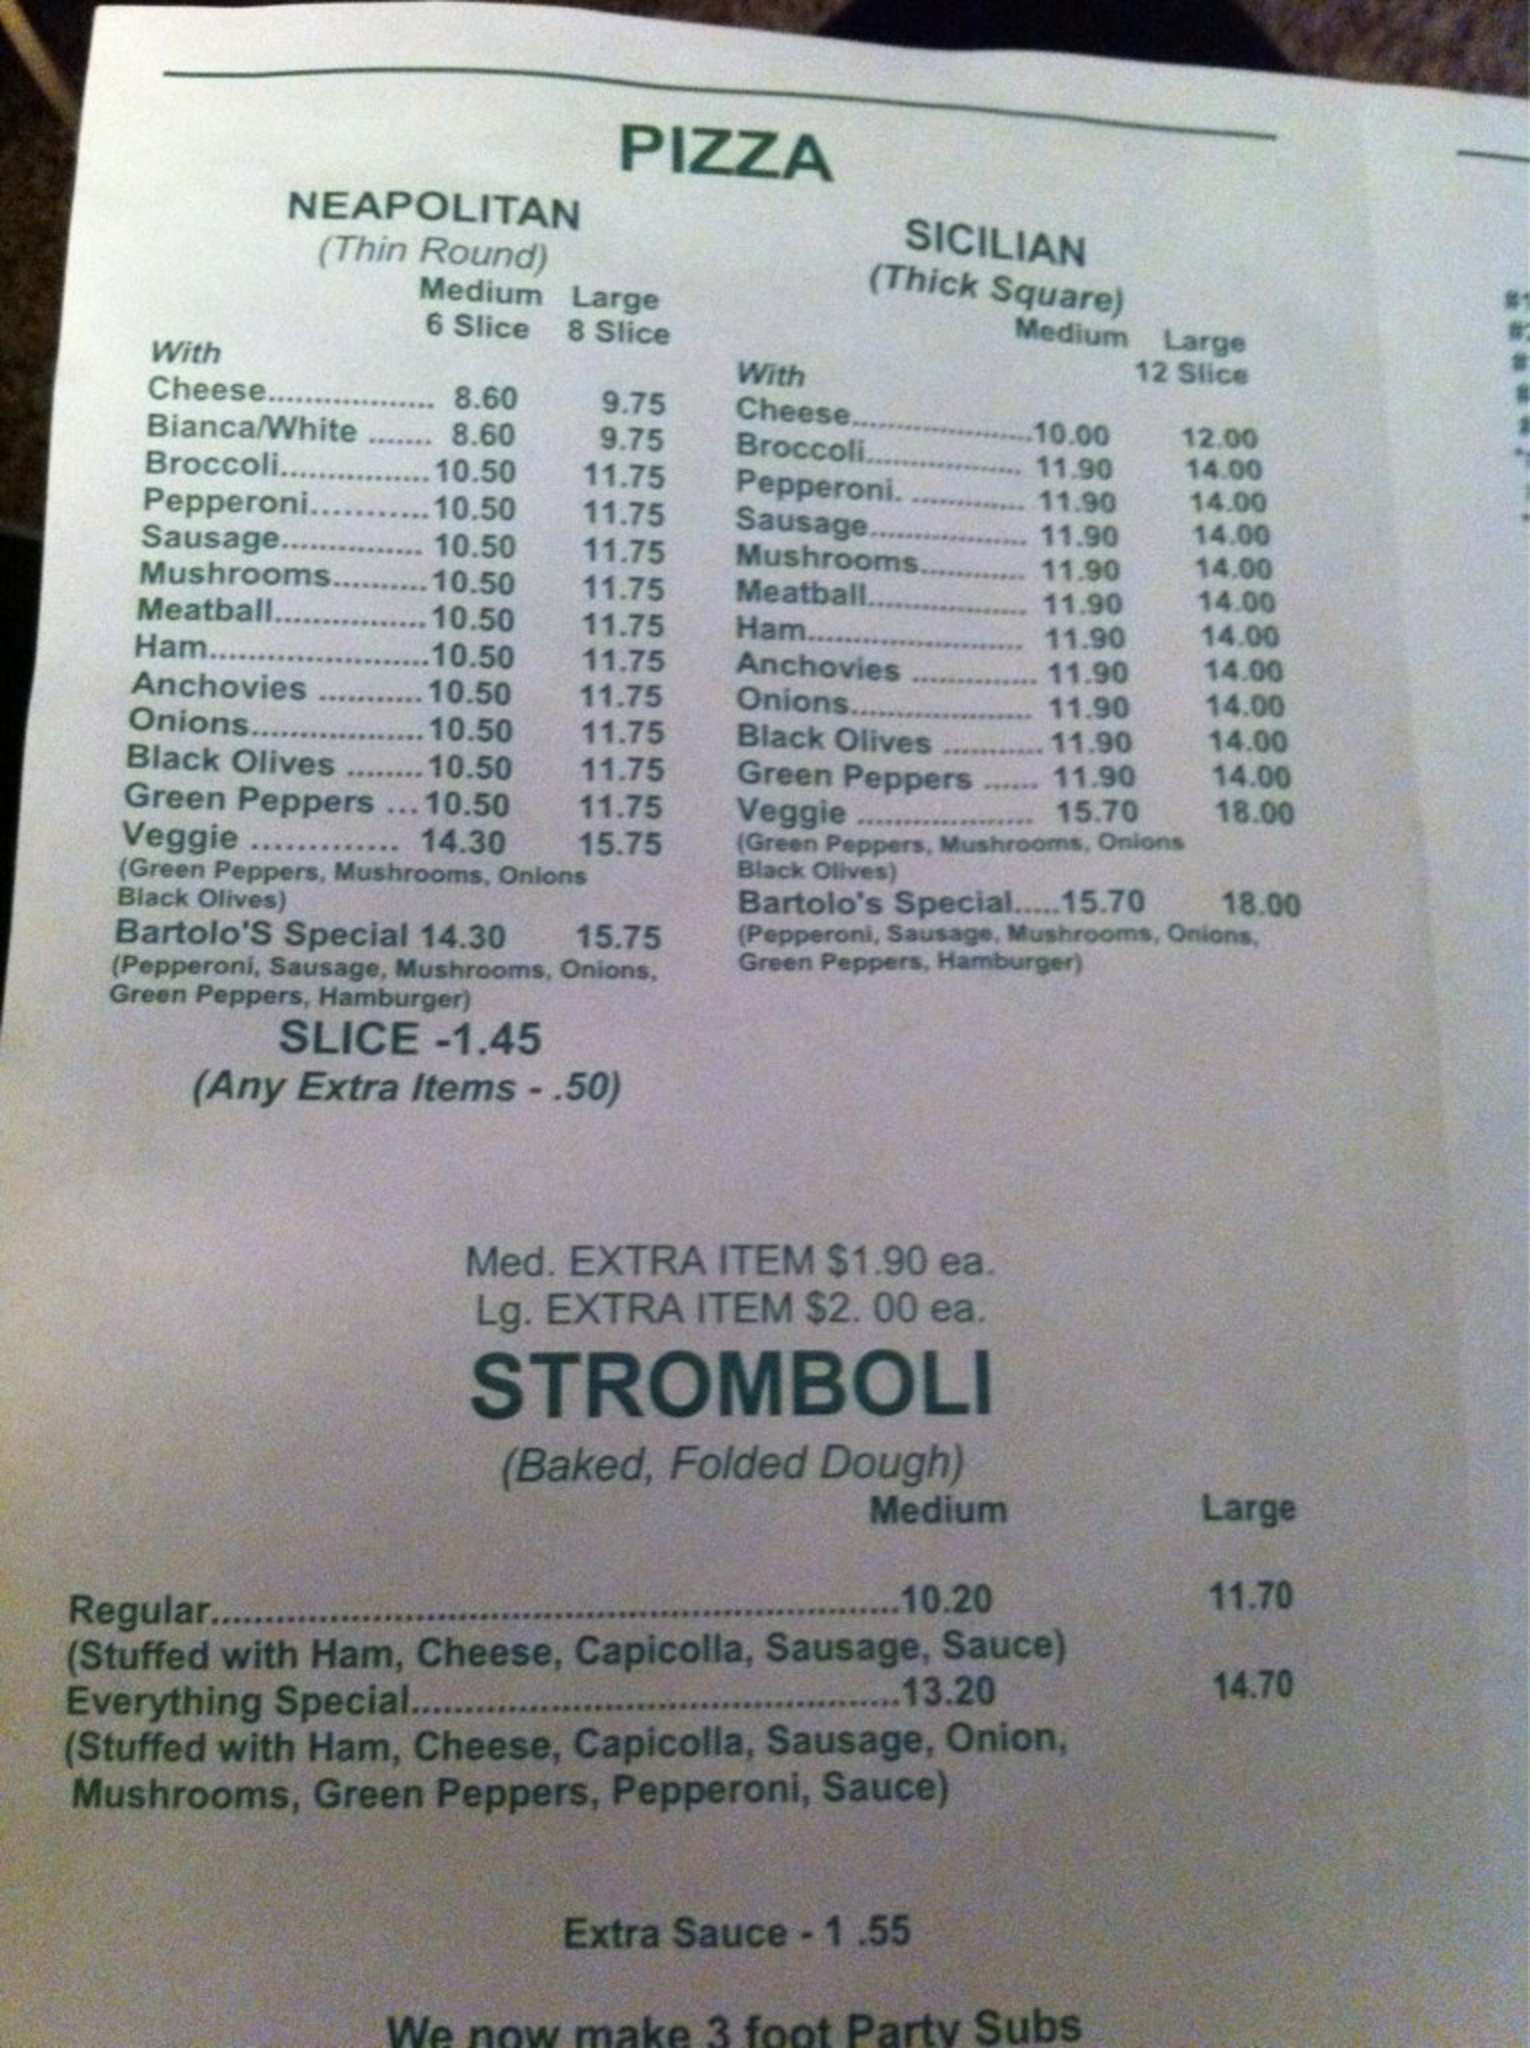 PIZZA
NEAPOLITAN
(Thin Round)
Medium Large
6 Slice 8 Slice
With
Cheese.................. 8.60 9.75
Bianca/White ....... 8.60 9.75
Broccoli................10.50 11.75
Pepperoni............10.50 11.75
Sausage............... 10.50 11.75
Mushrooms..........10.50 11.75
Meatball................10.50 11.75
Ham.......................10.50 11.75
Anchovies ...........10.50 11.75
Onions..................10.50 11.75
Black Olives ........10.50 11.75
Green Peppers ...10.50 11.75
Veggie ............. 14.30 15.75
(Green Peppers, Mushrooms, Onions
Black Olives)
Bartolo'S Special 14.30 15.75
(Pepperoni, Sausage, Mushrooms, Onions,
Green Peppers, Hamburger)
SLICE -1.45
(Any Extra Items - .50)
SICILIAN
(Thick Square)
Medium Large
12 Slice
With
Cheese....................10.00 12.00
Broccoli................. 11.90 14.00
Pepperoni. ............ 11.90 14.00
Sausage................. 11.90 14.00
Mushrooms............ 11.90 14.00
Meatball................. 11.90 14.00
Ham........................ 11.90 14.00
Anchovies .............. 11.90 14.00
Onions.................... 11.90 14.00
Black Olives ........... 11.90 14.00
Green Peppers ...... 11.90 14.00
Veggie ................... 15.70 18.00
(Green Peppers, Mushrooms, Onions
Black Olives)
Bartolo's Special.....15.70 18.00
(Pepperoni, Sausage, Mushrooms, Onions,
Green Peppers, Hamburger)
Med. EXTRA ITEM $1.90 ea.
Lg. EXTRA ITEM $2. 00 ea.
STROMBOLI
(Baked, Folded Dough)
Medium Large
Regular.................................................................10.20 11.70
(Stuffed with Ham, Cheese, Capicolla, Sausage, Sauce)
Everything Special..............................................13.20 14.70
(Stuffed with Ham, Cheese, Capicolla, Sausage, Onion,
Mushrooms, Green Peppers, Pepperoni, Sauce)
Extra Sauce - 1 .55
We now make 3 foot Party Subs